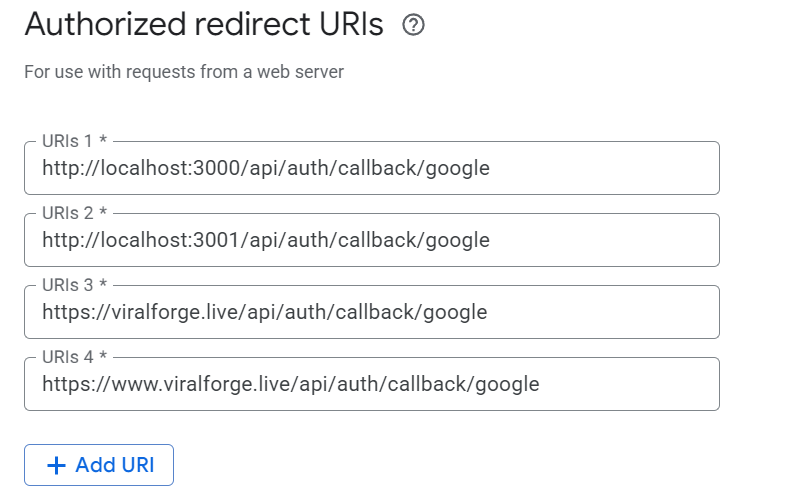 Authorized redirect URIs ?
For use with requests from a web server
URIs 1 *
http://localhost:3000/api/auth/callback/google
URIs 2 *
http://localhost:3001/api/auth/callback/google
URIs 3 *
https://viralforge.live/api/auth/callback/google
URIs 4 *
https://www.viralforge.live/api/auth/callback/google
+ Add URI